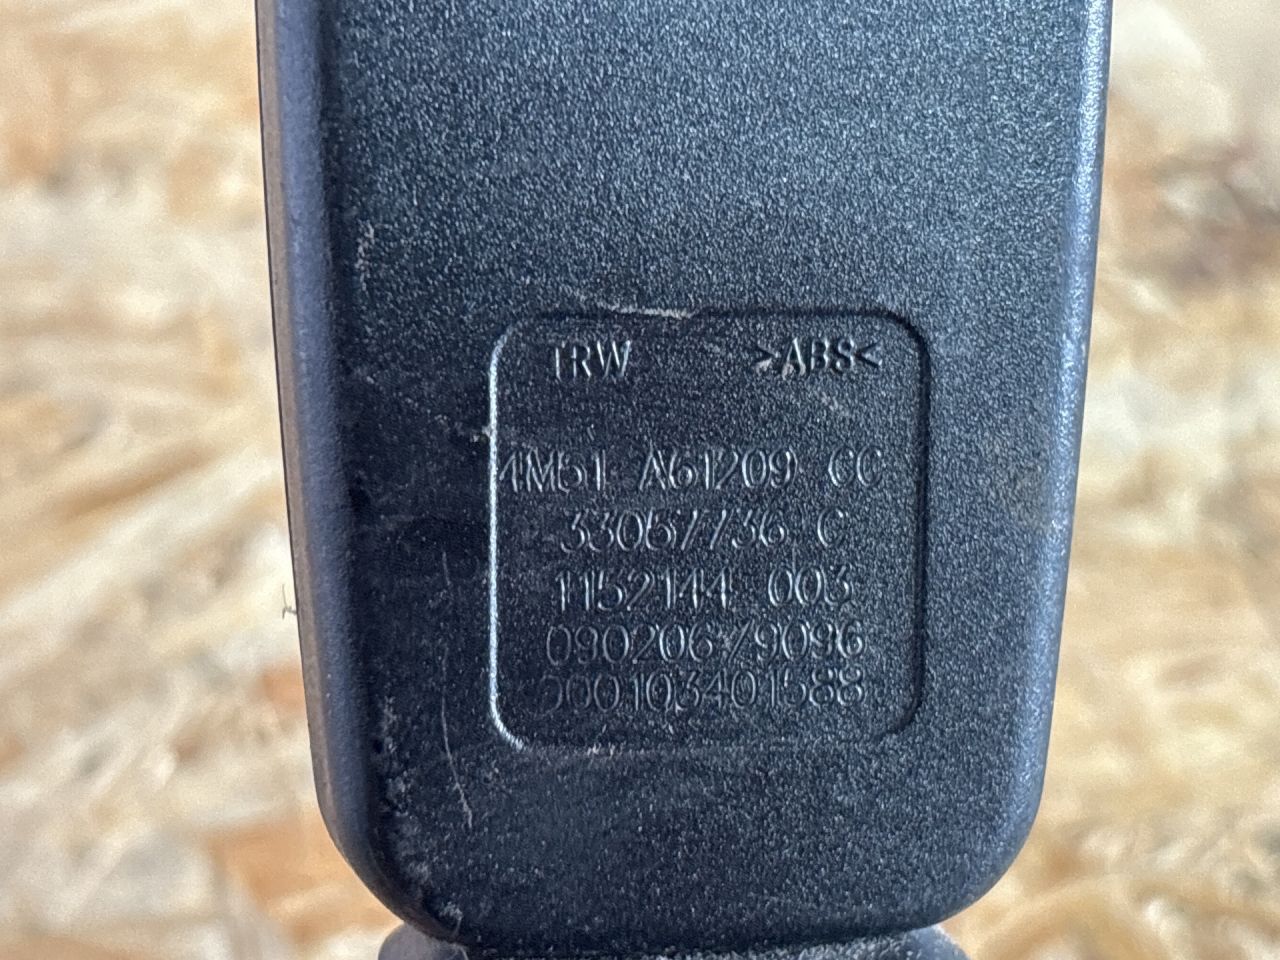 TRW >ABS<
4M51 A61209 CC
33057736 C
1152144 003
090206/9096
000103401588